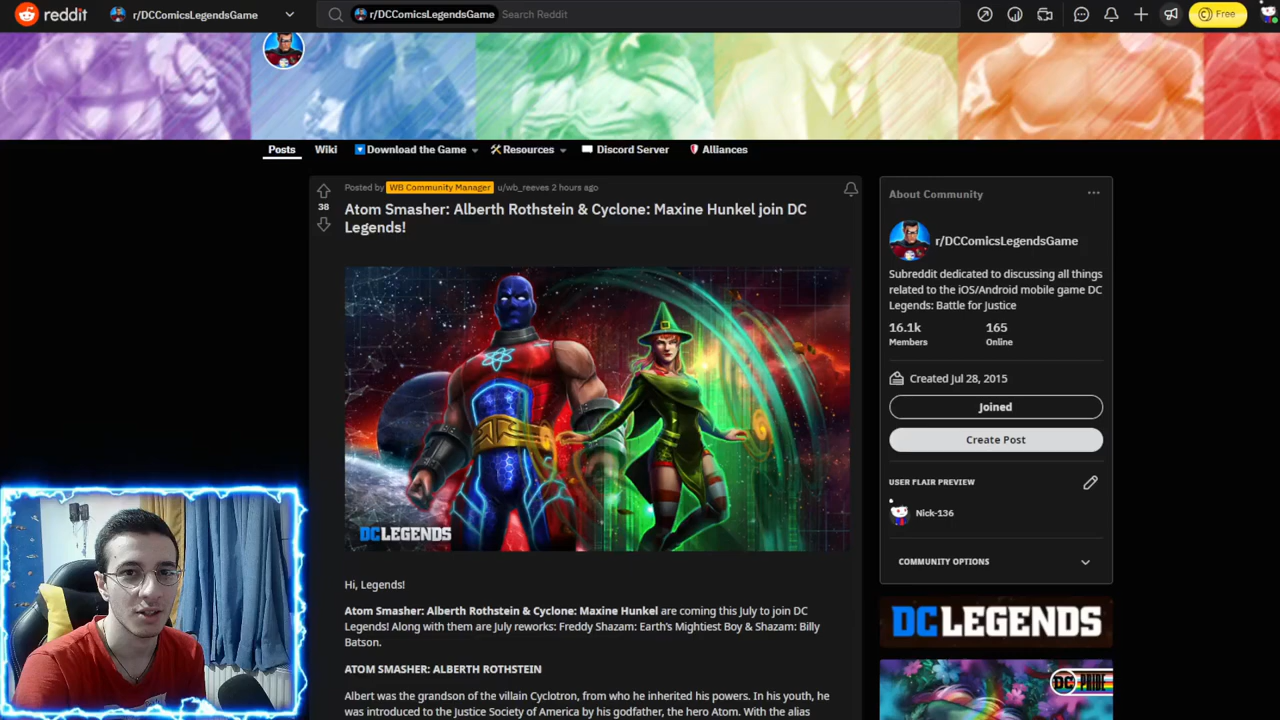 reddit r/DCComicsLegendsGame r/DCComicsLegendsGame Search Reddit Free
Posts Wiki Download the Game Resources Discord Server Alliances
Posted by WB Community Manager u/wb_reeves 2 hours ago
38
Atom Smasher: Alberth Rothstein & Cyclone: Maxine Hunkel join DC
Legends!
DCLEGENDS
Hi, Legends!
Atom Smasher: Alberth Rothstein & Cyclone: Maxine Hunkel are coming this July to join DC
Legends! Along with them are July reworks: Freddy Shazam: Earth's Mightiest Boy & Shazam: Billy
Batson.
ATOM SMASHER: ALBERTH ROTHSTEIN
Albert was the grandson of the villain Cyclotron, from who he inherited his powers. In his youth, he
was introduced to the Justice Society of America by his godfather, the hero Atom. With the alias
About Community
r/DCComicsLegendsGame
Subreddit dedicated to discussing all things
related to the iOS/Android mobile game DC
Legends: Battle for Justice
16.1k 165
Members Online
Created Jul 28, 2015
Joined
Create Post
USER FLAIR PREVIEW
Nick-136
COMMUNITY OPTIONS
DCLEGENDS
DC PRIDE